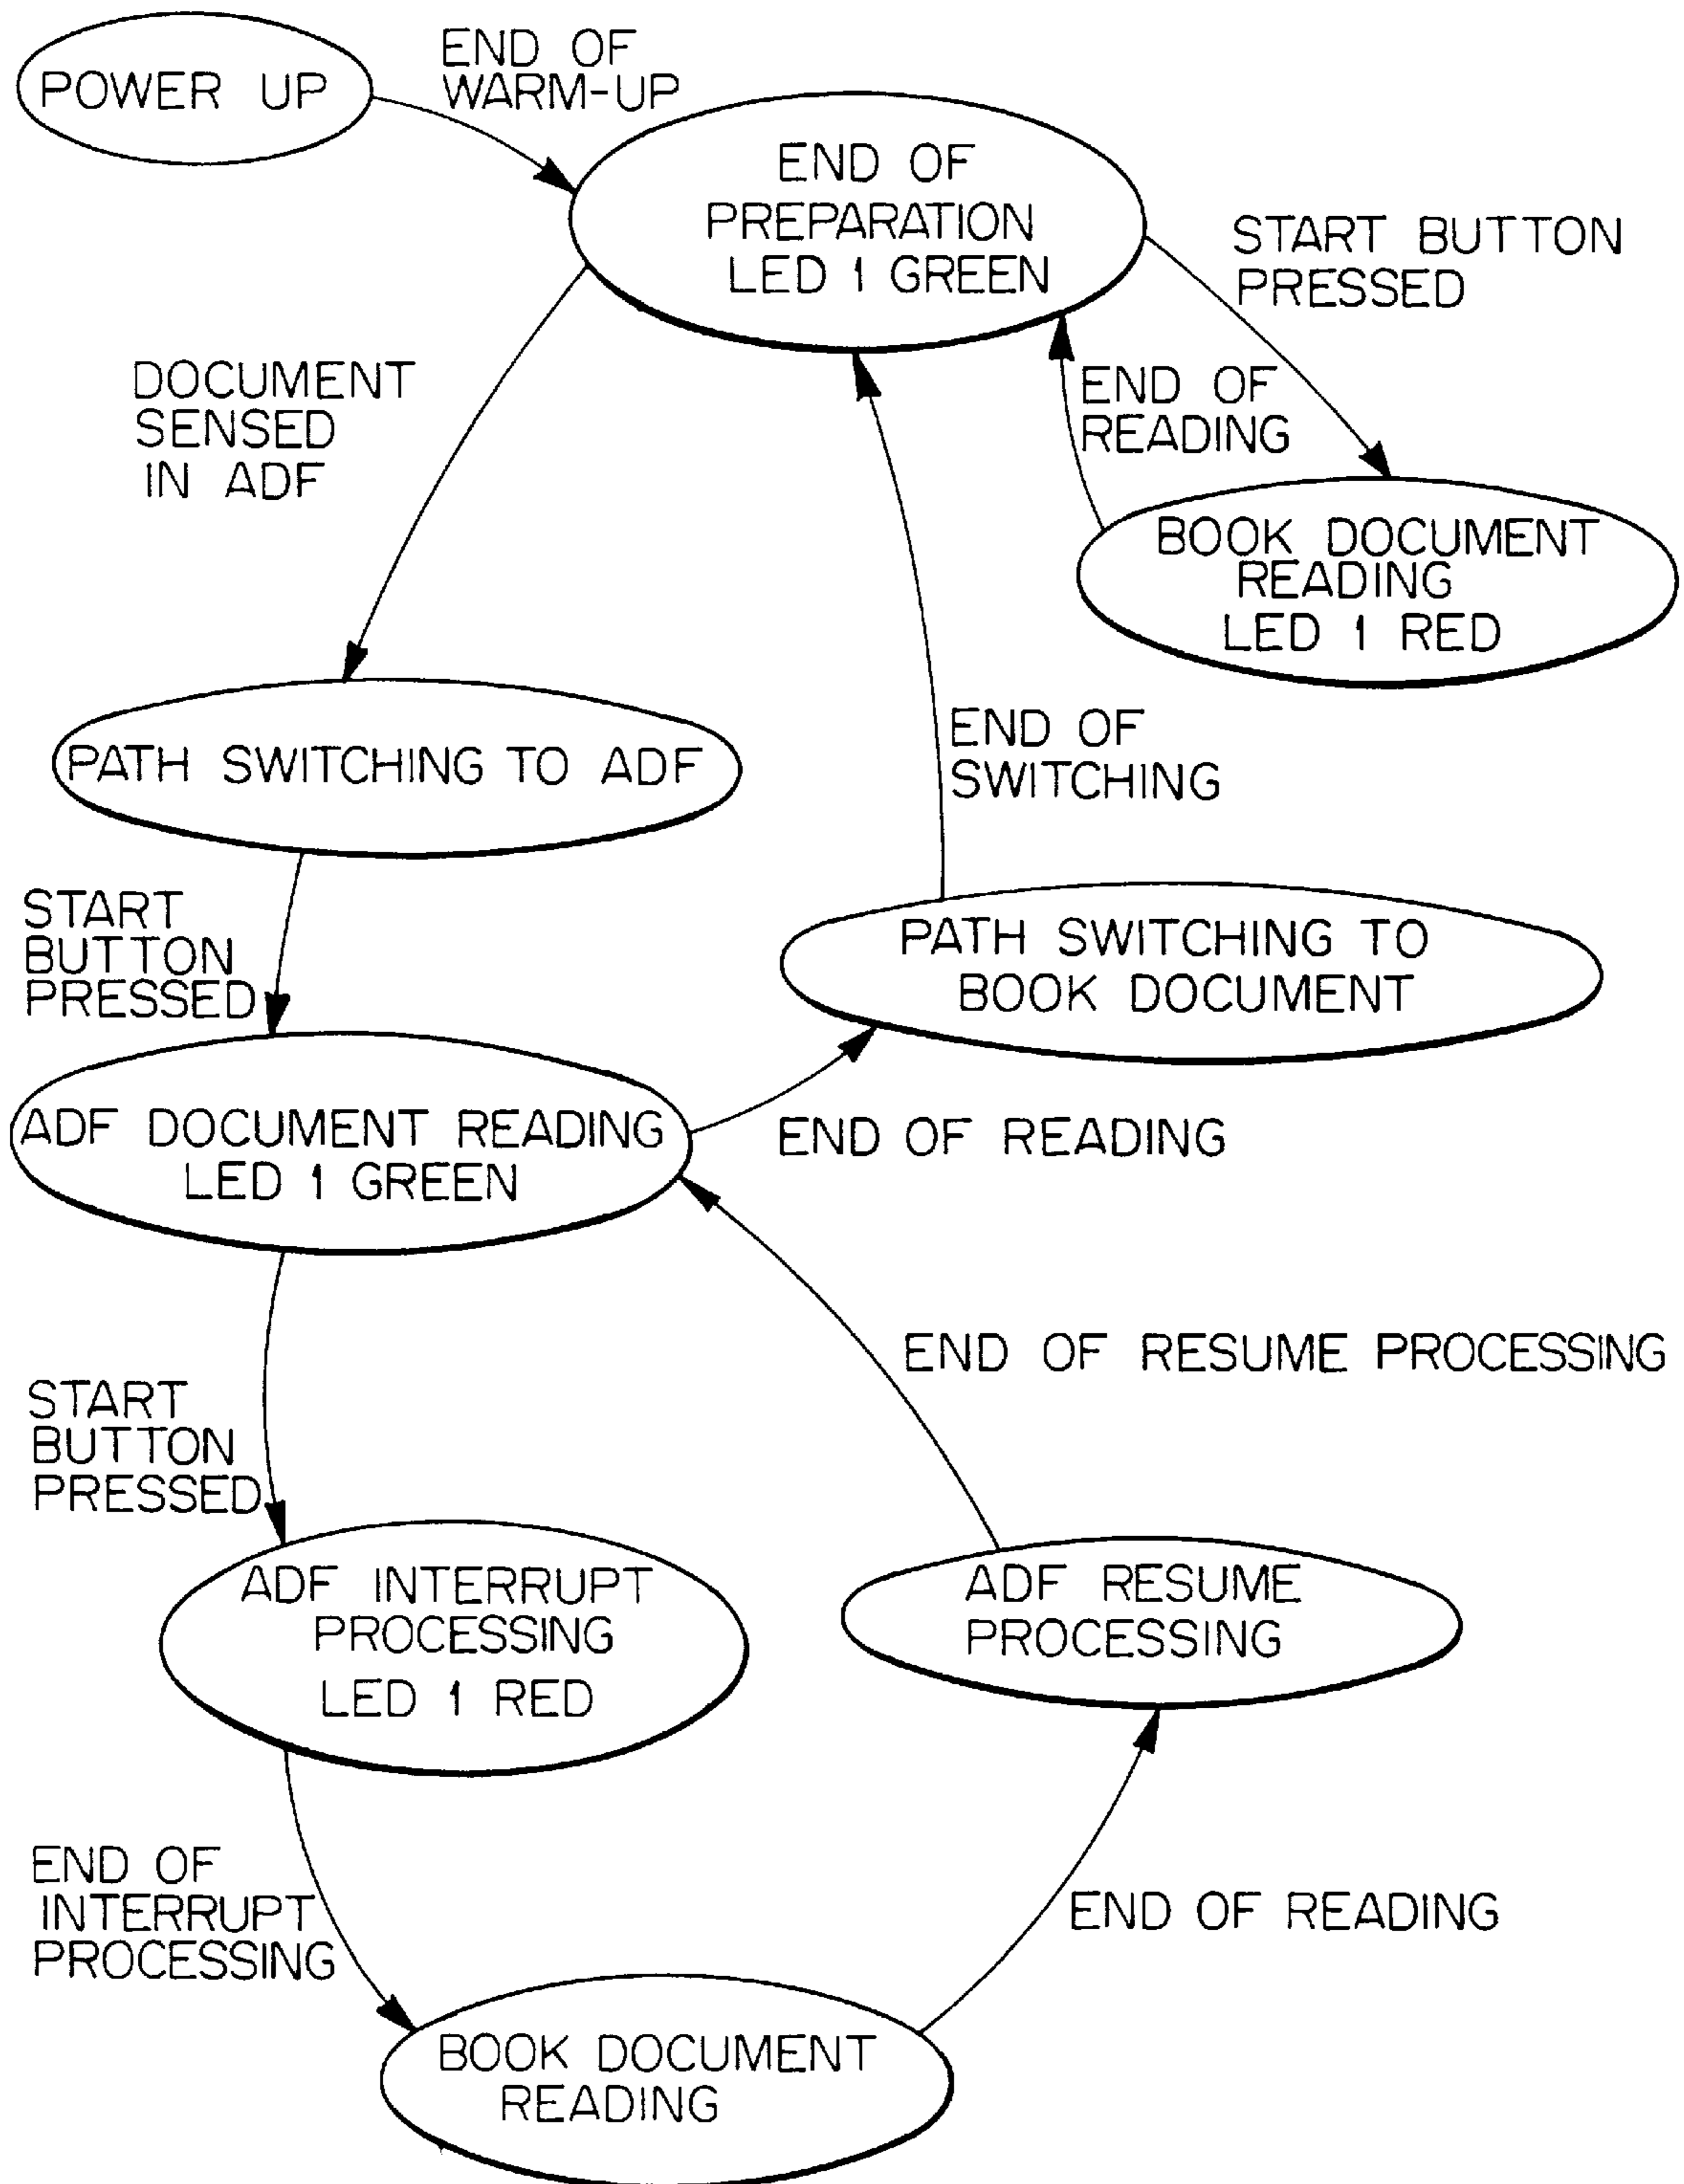 POWER UP
END OF
WARM-UP
END OF
PREPARATION
LED 1 GREEN
START BUTTON
PRESSED
DOCUMENT
SENSED
IN ADF
END OF
READING
BOOK DOCUMENT
READING
LED 1 RED
PATH SWITCHING TO ADF
END OF
SWITCHING
START
BUTTON
PRESSED
PATH SWITCHING TO
BOOK DOCUMENT
ADF DOCUMENT READING
LED 1 GREEN
END OF READING
END OF RESUME PROCESSING
START
BUTTON
PRESSED
ADF INTERRUPT
PROCESSING
LED 1 RED
ADF RESUME
PROCESSING
END OF
INTERRUPT
PROCESSING
END OF READING
BOOK DOCUMENT
READING